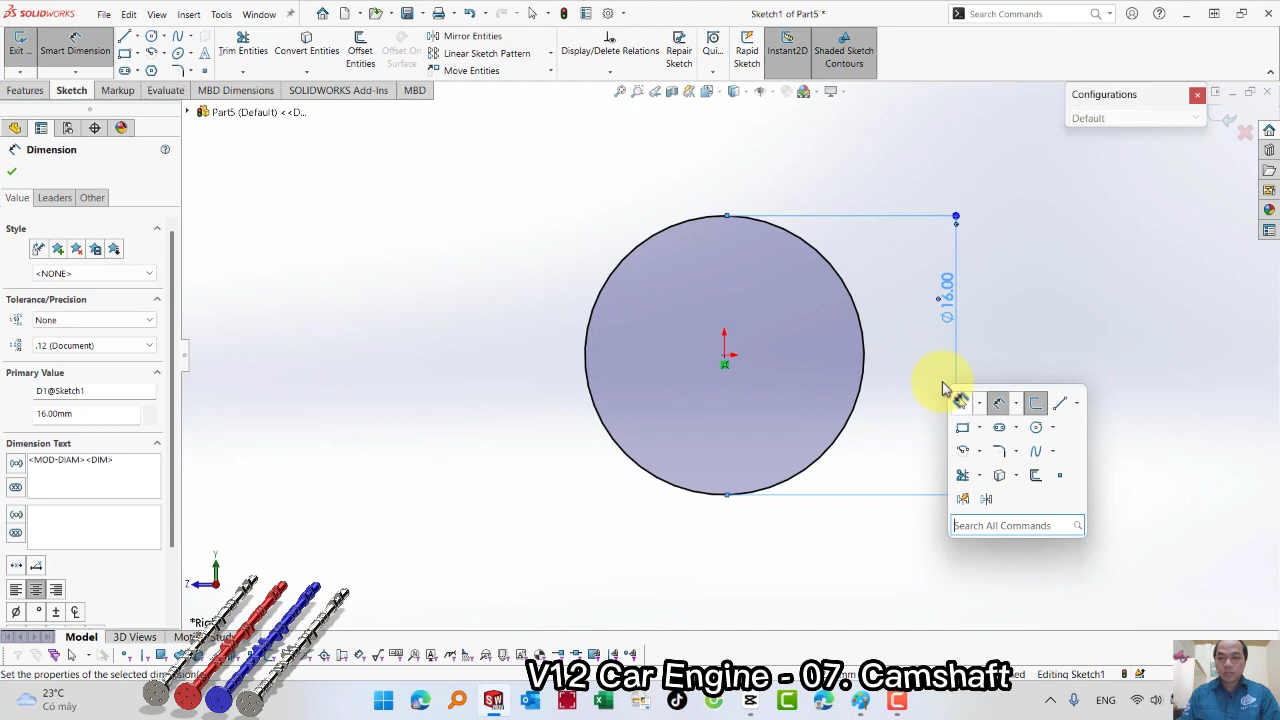 SOLIDWORKS File Edit View Insert Tools Window Sketch1 of Part5 * Search Commands
Exit ... Smart Dimension Trim Entities Convert Entities Offset Entities Offset On Surface Mirror Entities Linear Sketch Pattern Move Entities Display/Delete Relations Repair Sketch Qui... Rapid Sketch Instant2D Shaded Sketch Contours
Features Sketch Markup Evaluate MBD Dimensions SOLIDWORKS Add-Ins MBD
Configurations
Default
Part5 (Default) <<D...
Dimension
Value Leaders Other
Style
<NONE>
Tolerance/Precision
None
.12 (Document)
Primary Value
D1@Sketch1
16.00mm
Dimension Text
<MOD-DIAM><DIM>
∅16.00
Search All Commands
Y
Z
Model 3D Views
Set the properties of the selected dimension(s)
Editing Sketch1
V12 Car Engine - 07. Camshaft
23°C
Có mây
ENG